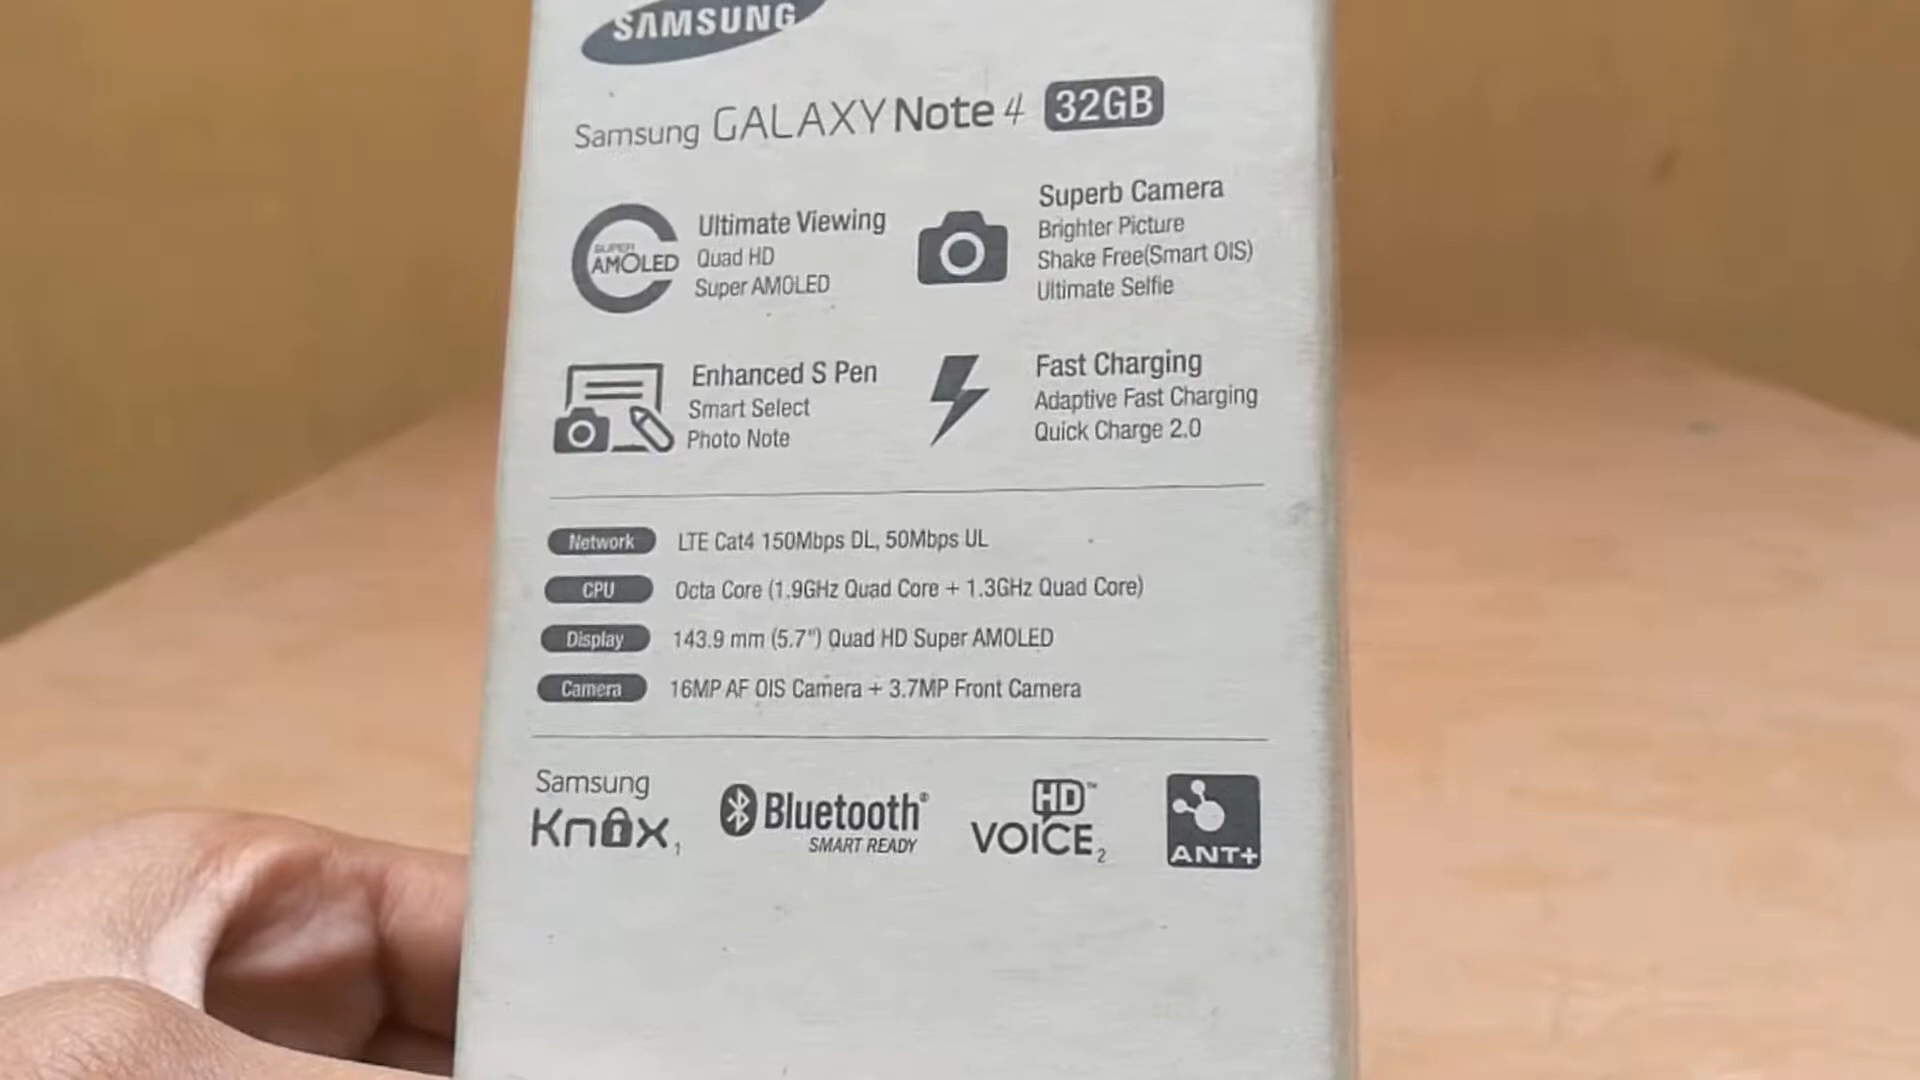 SAMSUNG
Samsung GALAXY Note 4 32GB
SUPER
AMOLED
Ultimate Viewing
Quad HD
Super AMOLED
Superb Camera
Brighter Picture
Shake Free(Smart OIS)
Ultimate Selfie
Enhanced S Pen
Smart Select
Photo Note
Fast Charging
Adaptive Fast Charging
Quick Charge 2.0
Network LTE Cat4 150Mbps DL, 50Mbps UL
CPU Octa Core (1.9GHz Quad Core + 1.3GHz Quad Core)
Display 143.9 mm (5.7") Quad HD Super AMOLED
Camera 16MP AF OIS Camera + 3.7MP Front Camera
Samsung
Knox 1
Bluetooth®
SMART READY
HD™
VOICE 2
ANT+